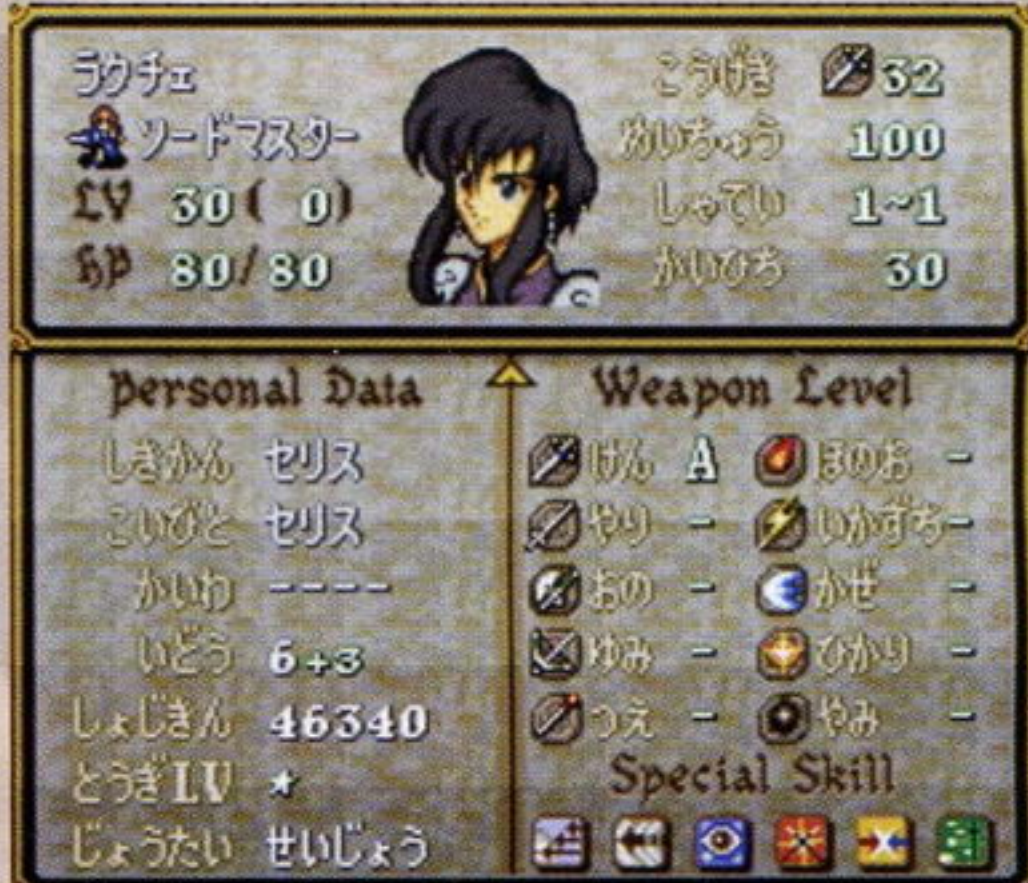 ラクチェ
ソードマスター
LV 30( 0)
HP 80/80
こうげき 32
めいちゅう 100
しゃてい 1~1
かいひち 30
Personal Data
しきかん セリス
こいびと セリス
かいわ ----
いどう 6+3
しょじきん 46340
とうぎLV ★
じょうたい せいじょう
Weapon Level
けん A ほのお -
やり - いかずち -
おの - かぜ -
ゆみ - ひかり -
つえ - やみ -
Special Skill